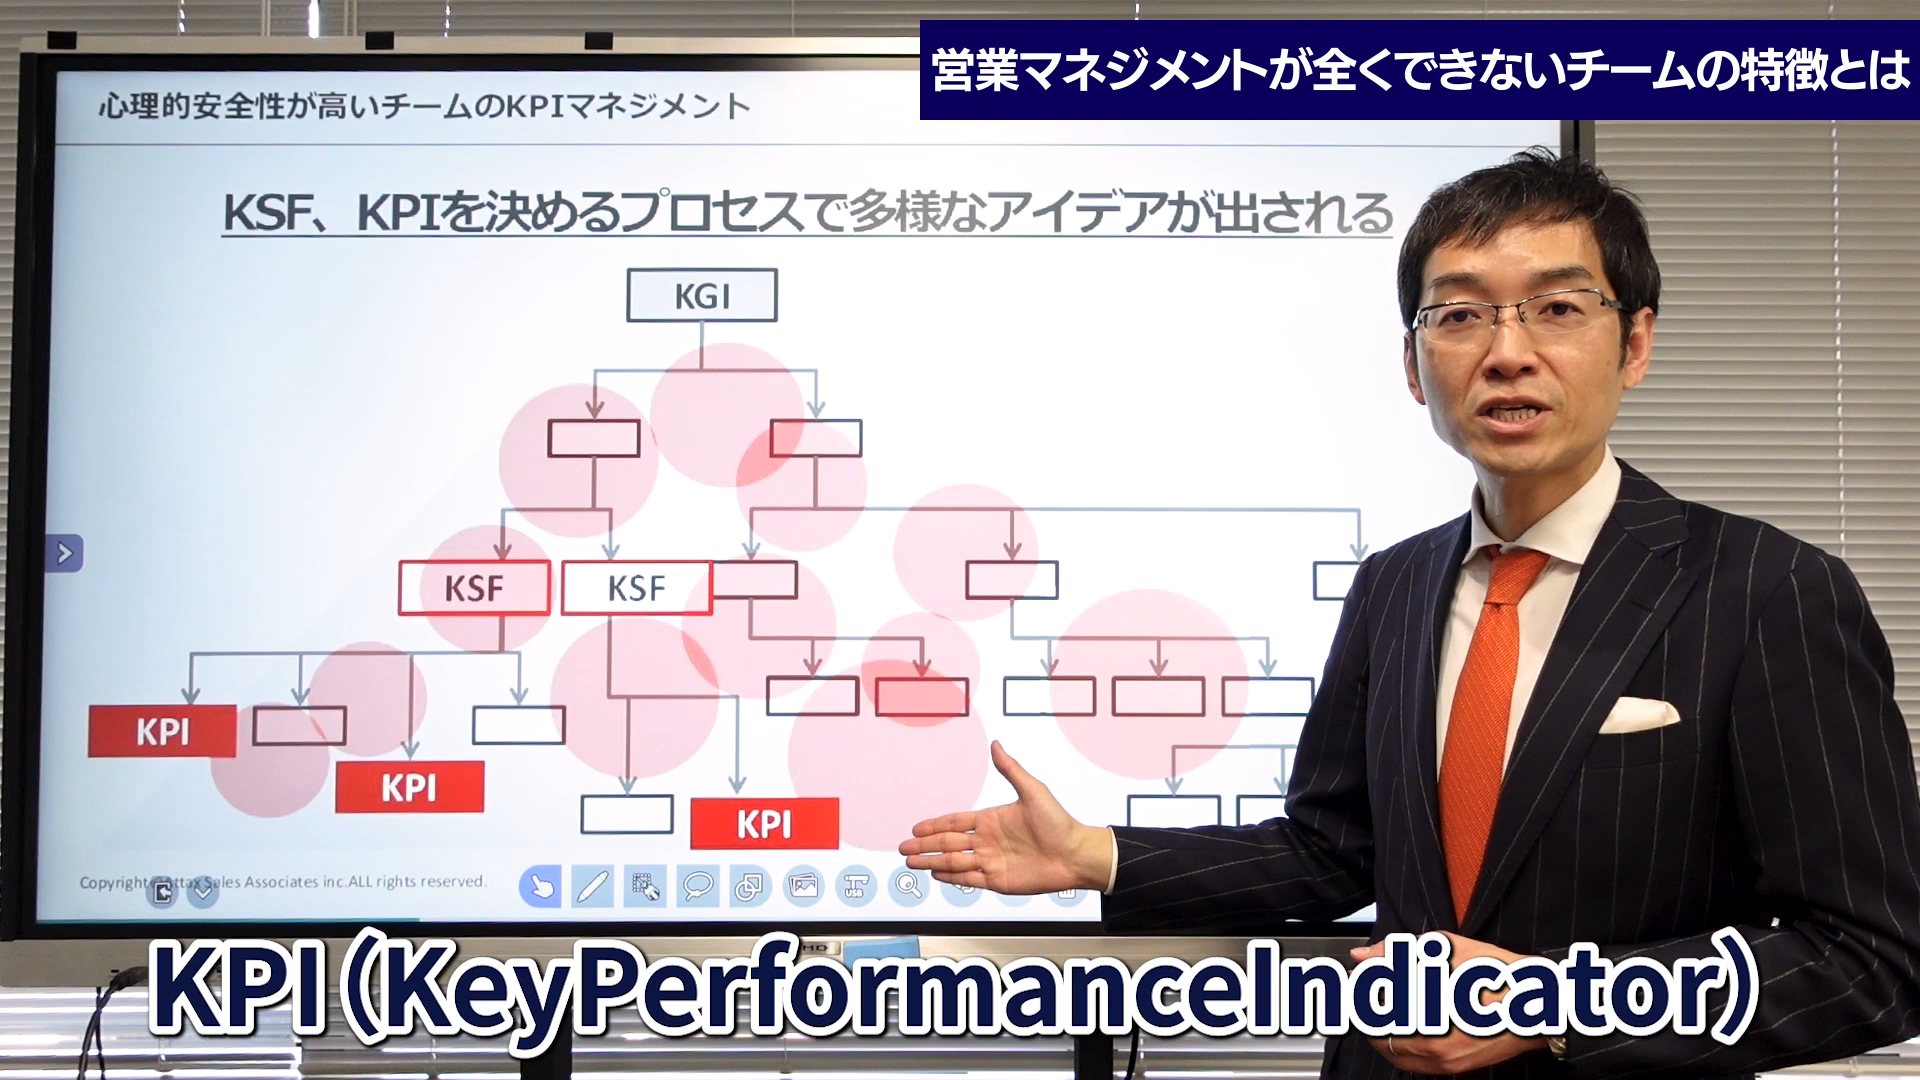 営業マネジメントが全くできないチームの特徴とは
心理的安全性が高いチームのKPIマネジメント
KSF、KPIを決めるプロセスで多様なアイデアが出される
KGI
KSF
KSF
KPI
KPI
KPI
Copyright Attax Sales Associates inc.ALL rights reserved.
USB
KPI（KeyPerformanceIndicator）